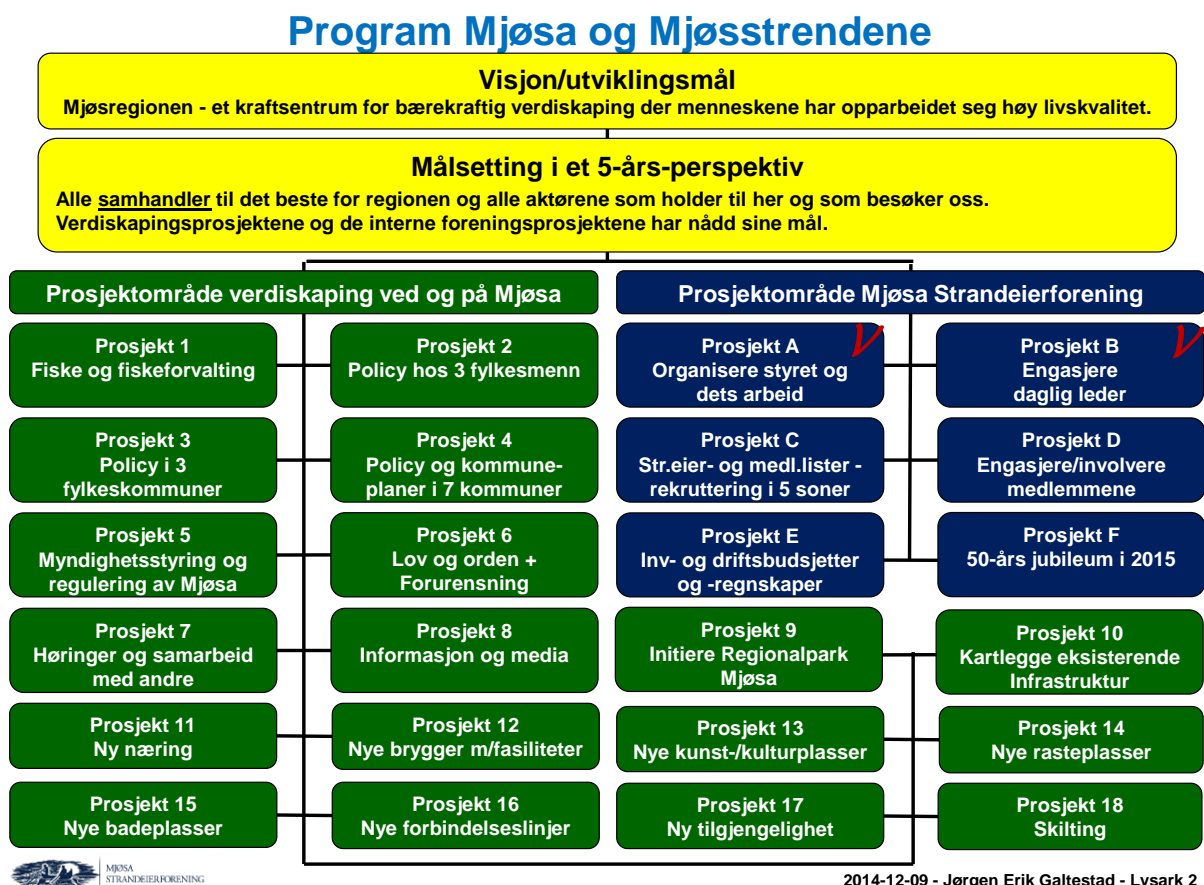 Program Mjøsa og Mjøsstrendene
Visjon/utviklingsmål
Mjøsregionen - et kraftsentrum for bærekraftig verdiskaping der menneskene har opparbeidet seg høy livskvalitet.
Målsetting i et 5-års-perspektiv
Alle samhandler til det beste for regionen og alle aktørene som holder til her og som besøker oss.
Verdiskapingsprosjektene og de interne foreningsprosjektene har nådd sine mål.
Prosjektområde verdiskaping ved og på Mjøsa
Prosjektområde Mjøsa Strandeierforening
Prosjekt 1
Fiske og fiskeforvalting
Prosjekt 2
Policy hos 3 fylkesmenn
Prosjekt A
Organisere styret og
dets arbeid
V
Prosjekt B
Engasjere
daglig leder
V
Prosjekt 3
Policy i 3
fylkeskommuner
Prosjekt 4
Policy og kommune-
planer i 7 kommuner
Prosjekt C
Str.eier- og medl.lister -
rekruttering i 5 soner
Prosjekt D
Engasjere/involvere
medlemmene
Prosjekt 5
Myndighetsstyring og
regulering av Mjøsa
Prosjekt 6
Lov og orden +
Forurensning
Prosjekt E
Inv- og driftsbudsjetter
og -regnskaper
Prosjekt F
50-års jubileum i 2015
Prosjekt 7
Høringer og samarbeid
med andre
Prosjekt 8
Informasjon og media
Prosjekt 9
Initiere Regionalpark
Mjøsa
Prosjekt 10
Kartlegge eksisterende
Infrastruktur
Prosjekt 11
Ny næring
Prosjekt 12
Nye brygger m/fasiliteter
Prosjekt 13
Nye kunst-/kulturplasser
Prosjekt 14
Nye rasteplasser
Prosjekt 15
Nye badeplasser
Prosjekt 16
Nye forbindelseslinjer
Prosjekt 17
Ny tilgjengelighet
Prosjekt 18
Skilting
MJØSA
STRANDEIERFORENING
2014-12-09 - Jørgen Erik Galtestad - Lysark 2